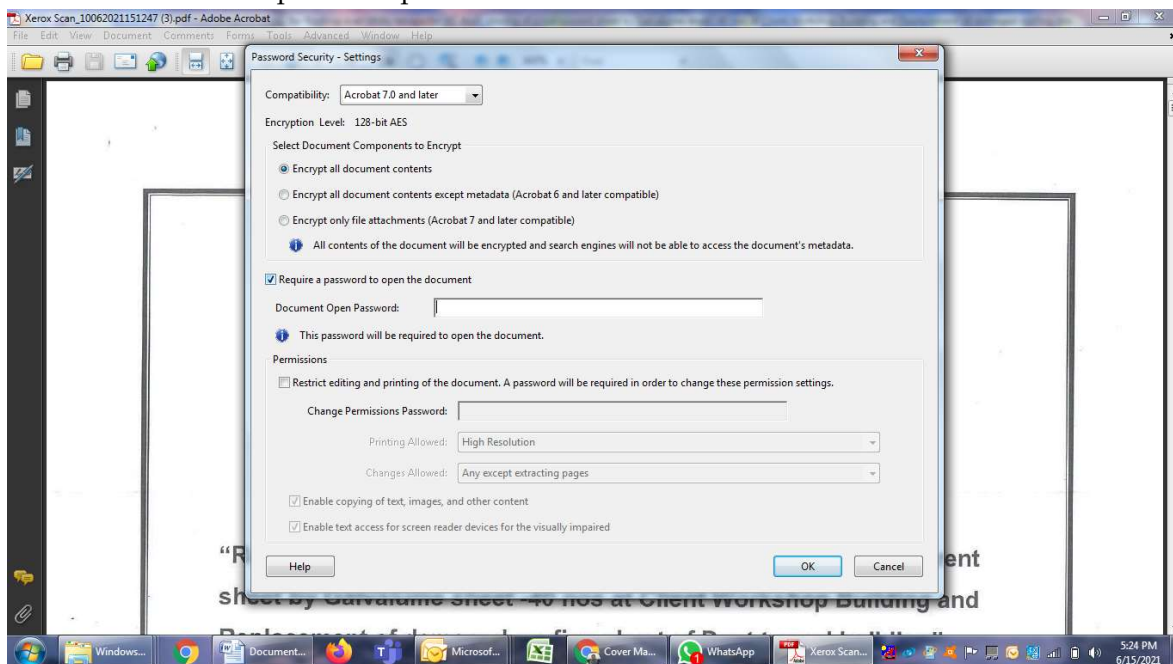 Xerox Scan_10062021151247 (3).pdf - Adobe Acrobat
File Edit View Document Comments Forms Tools Advanced Window Help
Password Security - Settings
Compatibility: Acrobat 7.0 and later
Encryption Level: 128-bit AES
Select Document Components to Encrypt
Encrypt all document contents
Encrypt all document contents except metadata (Acrobat 6 and later compatible)
Encrypt only file attachments (Acrobat 7 and later compatible)
All contents of the document will be encrypted and search engines will not be able to access the document's metadata.
Require a password to open the document
Document Open Password:
This password will be required to open the document.
Permissions
Restrict editing and printing of the document. A password will be required in order to change these permission settings.
Change Permissions Password:
Printing Allowed: High Resolution
Changes Allowed: Any except extracting pages
Enable copying of text, images, and other content
Enable text access for screen reader devices for the visually impaired
Help OK Cancel
Windows... Document... Microsof... Cover Ma... WhatsApp Xerox Scan... 5:24 PM
6/15/2021